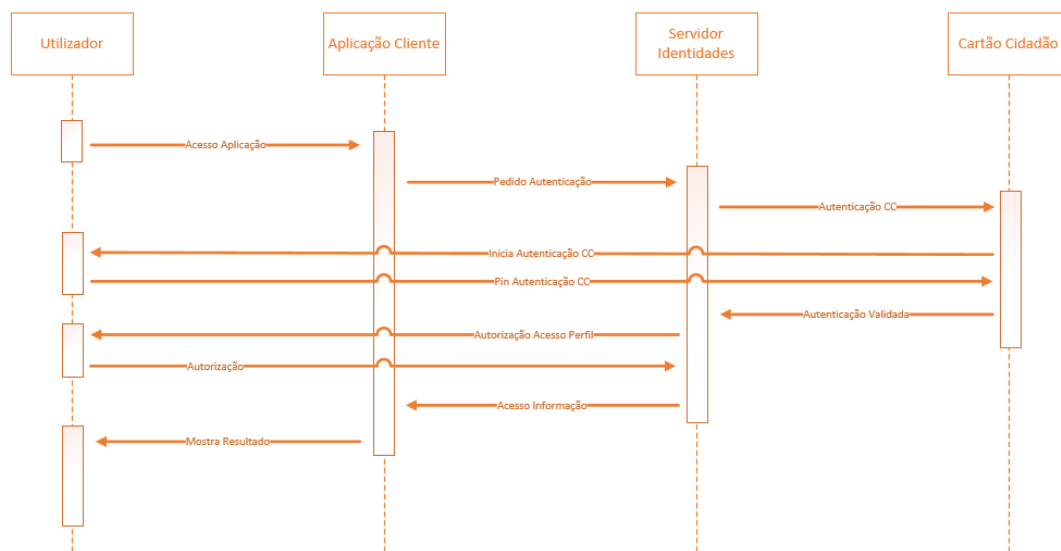 Utilizador
Aplicação Cliente
Servidor
Identidades
Cartão Cidadão
Acesso Aplicação
Pedido Autenticação
Autenticação CC
Inicia Autenticação CC
Pin Autenticação CC
Autenticação Validada
Autorização Acesso Perfil
Autorização
Acesso Informação
Mostra Resultado